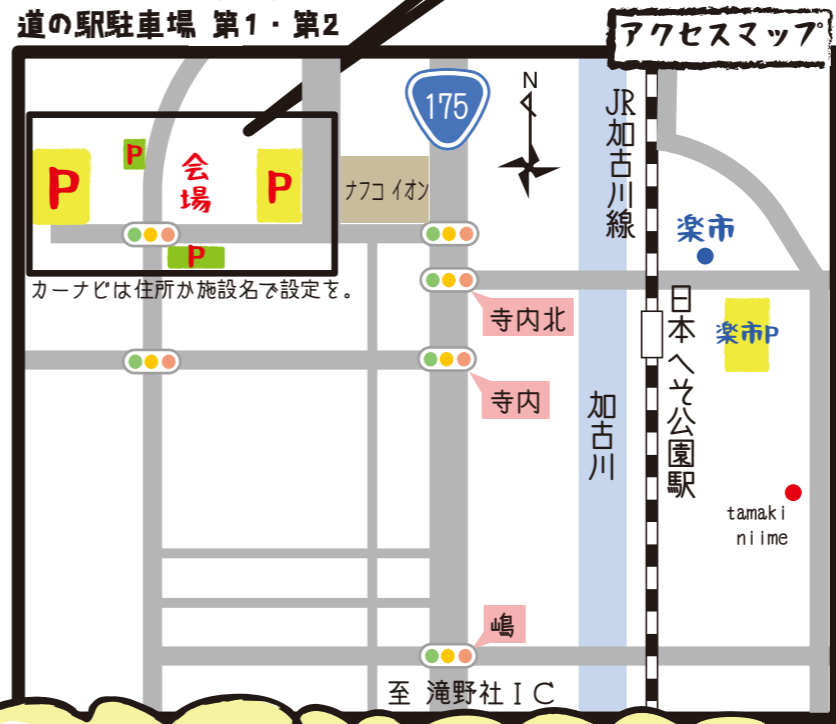 道の駅駐車場 第1・第2
アクセスマップ
175
N
JR加古川線
P
P
会場
P
ナフコ イオン
楽市
P
カーナビは住所か施設名で設定を。
寺内北
日本へそ公園駅
楽市P
寺内
加古川
tamaki
niime
嶋
至 滝野社IC